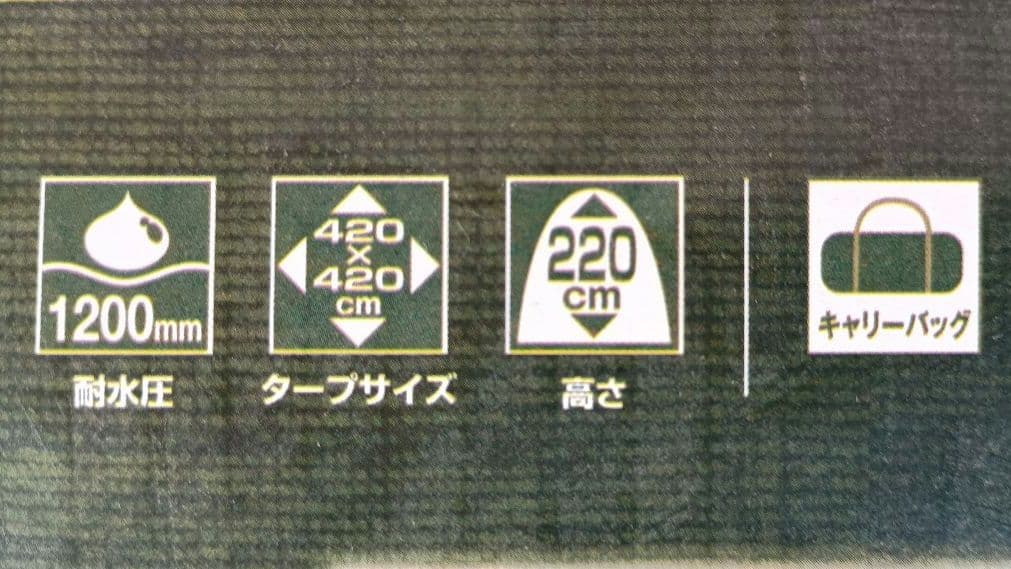 1200mm
耐水圧
420
×
420
cm
タープサイズ
220
cm
高さ
キャリーバッグ